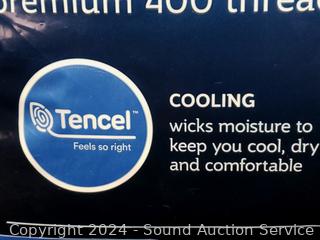 premium 400 thread
Tencel™
Feels so right
COOLING
wicks moisture to
keep you cool, dry
and comfortable
Copyright 2024 - Sound Auction Service